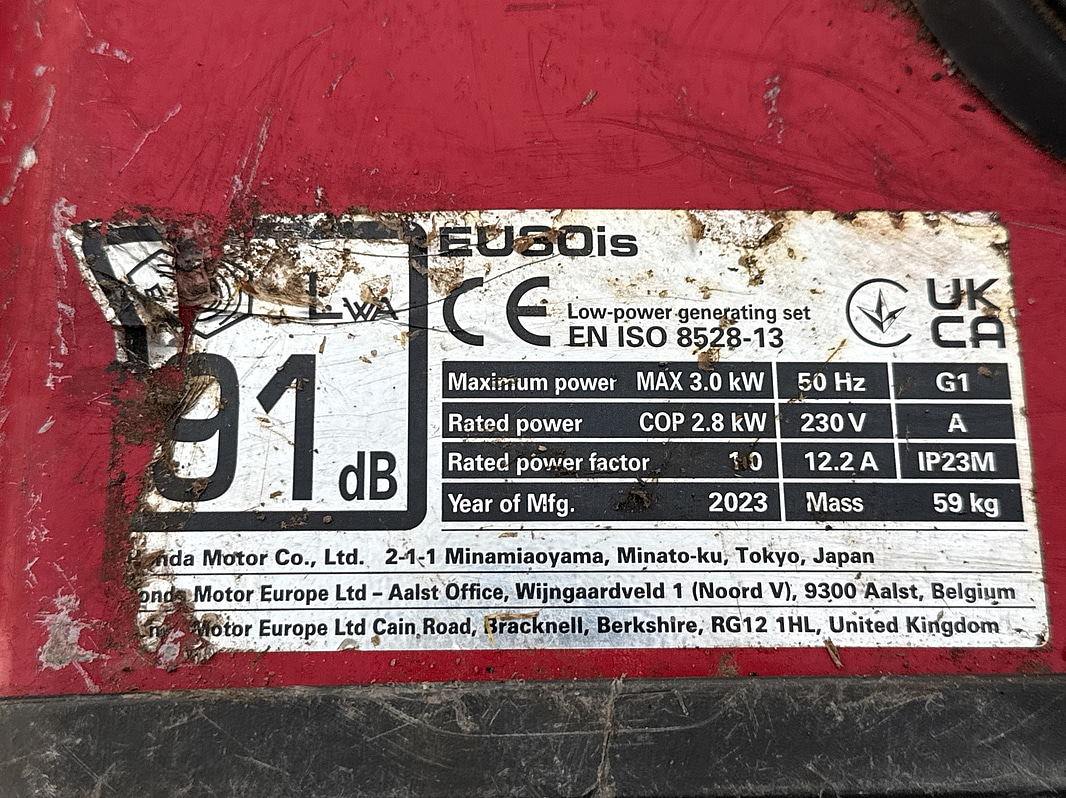 EU30is
LWA
91 dB
CE
Low-power generating set
EN ISO 8528-13
UK
CA
Maximum power MAX 3.0 kW 50 Hz G1
Rated power COP 2.8 kW 230 V A
Rated power factor 1.0 12.2 A IP23M
Year of Mfg. 2023 Mass 59 kg
nda Motor Co., Ltd. 2-1-1 Minamiaoyama, Minato-ku, Tokyo, Japan
onda Motor Europe Ltd – Aalst Office, Wijngaardveld 1 (Noord V), 9300 Aalst, Belgium
Motor Europe Ltd Cain Road, Bracknell, Berkshire, RG12 1HL, United Kingdom